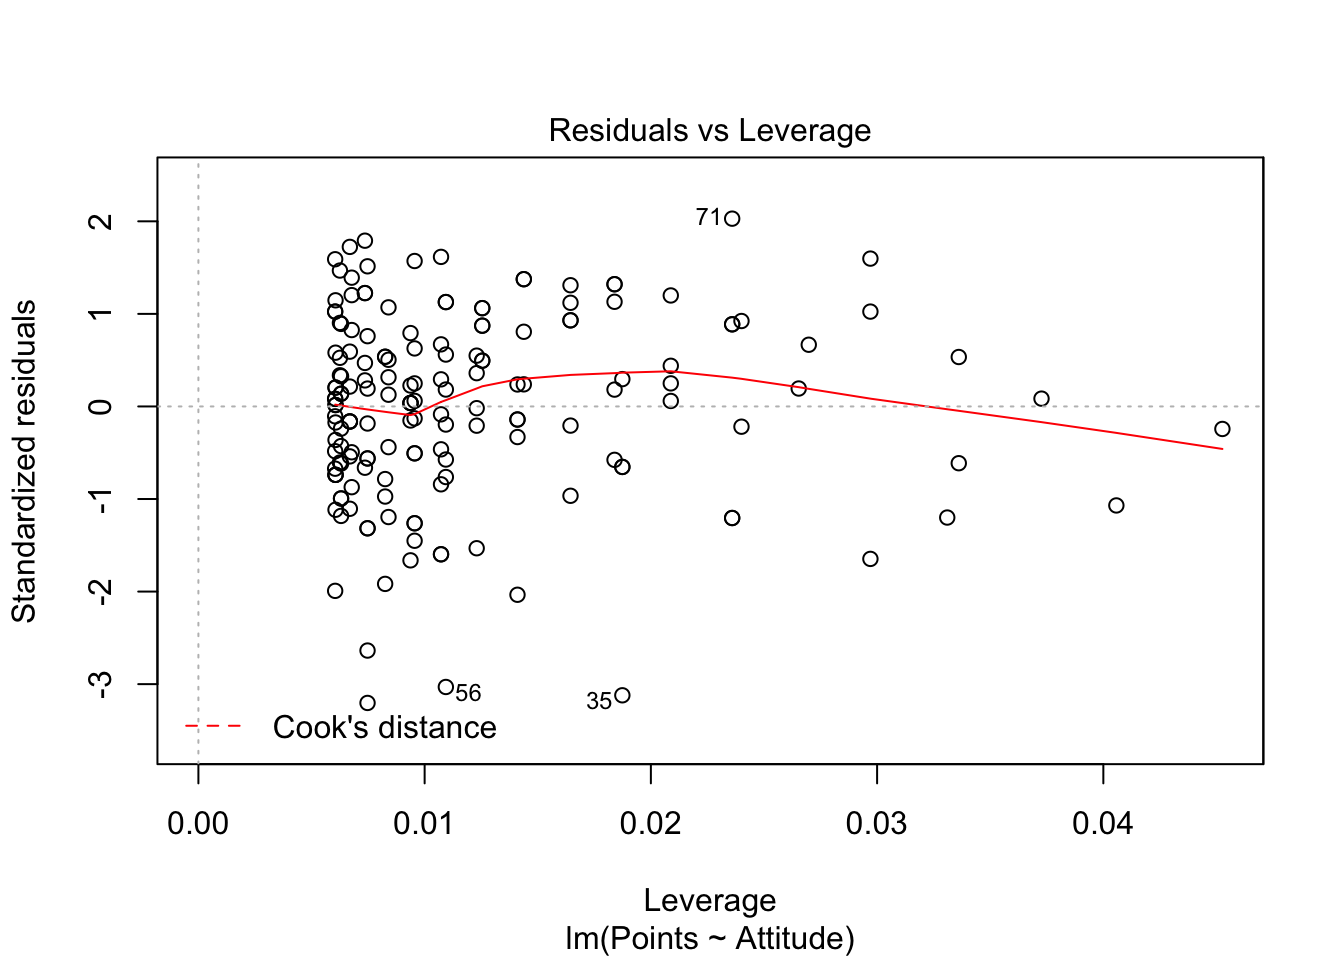 Residuals vs Leverage
Standardized residuals
2
1
0
-1
-2
-3
71
56
35
Cook's distance
0.00 0.01 0.02 0.03 0.04
Leverage
lm(Points ~ Attitude)